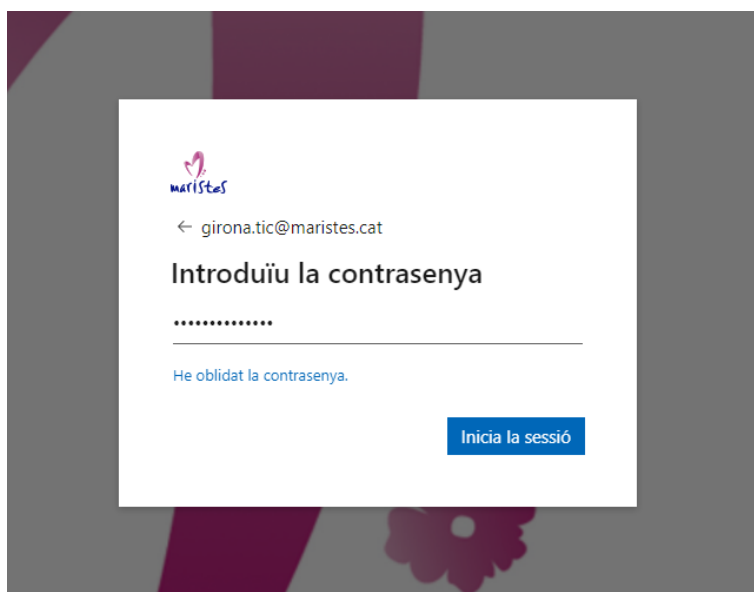 maristes
← girona.tic@maristes.cat
Introduïu la contrasenya
••••••••••••••
He oblidat la contrasenya.
Inicia la sessió